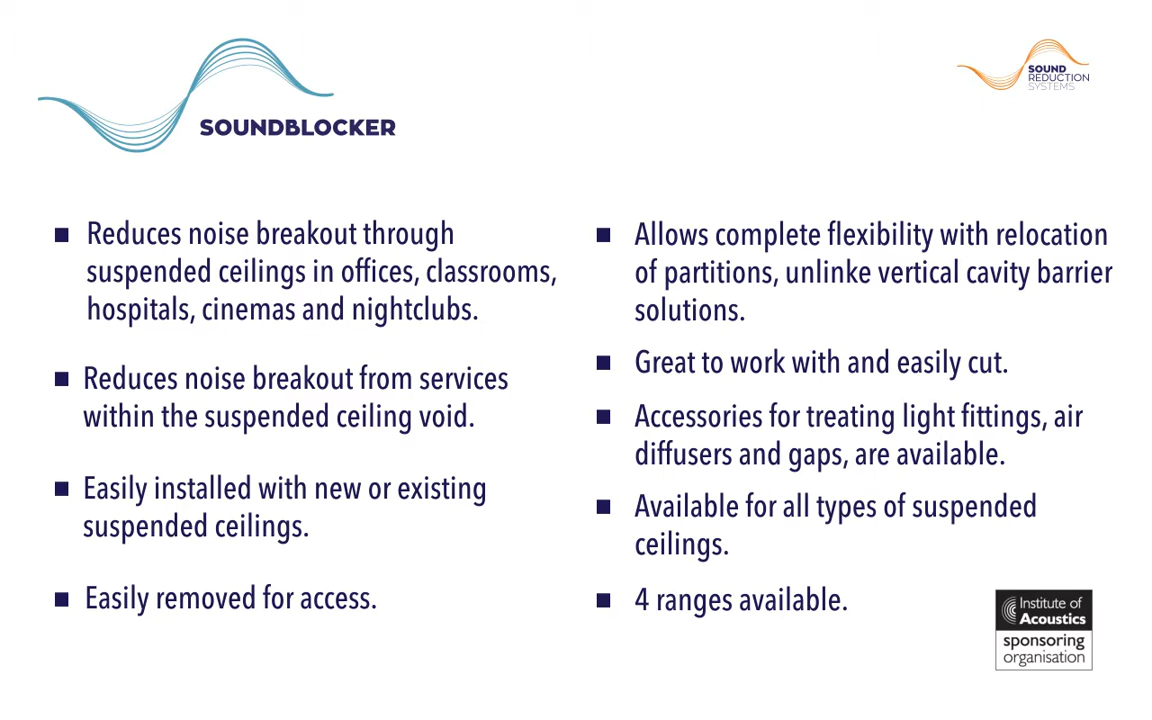 SOUNDBLOCKER
SOUND
REDUCTION
SYSTEMS
■ Reduces noise breakout through
suspended ceilings in offices, classrooms,
hospitals, cinemas and nightclubs.
■ Reduces noise breakout from services
within the suspended ceiling void.
■ Easily installed with new or existing
suspended ceilings.
■ Easily removed for access.
■ Allows complete flexibility with relocation
of partitions, unlinke vertical cavity barrier
solutions.
■ Great to work with and easily cut.
■ Accessories for treating light fittings, air
diffusers and gaps, are available.
■ Available for all types of suspended
ceilings.
■ 4 ranges available.
Institute of
Acoustics
sponsoring
organisation